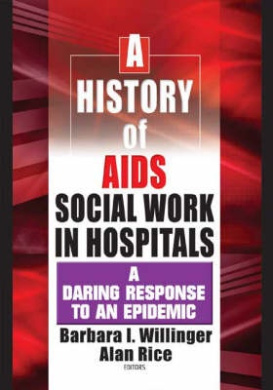 A
HISTORY
of
AIDS
SOCIAL WORK
IN HOSPITALS
A
DARING RESPONSE
TO AN EPIDEMIC
Barbara I. Willinger
Alan Rice
EDITORS